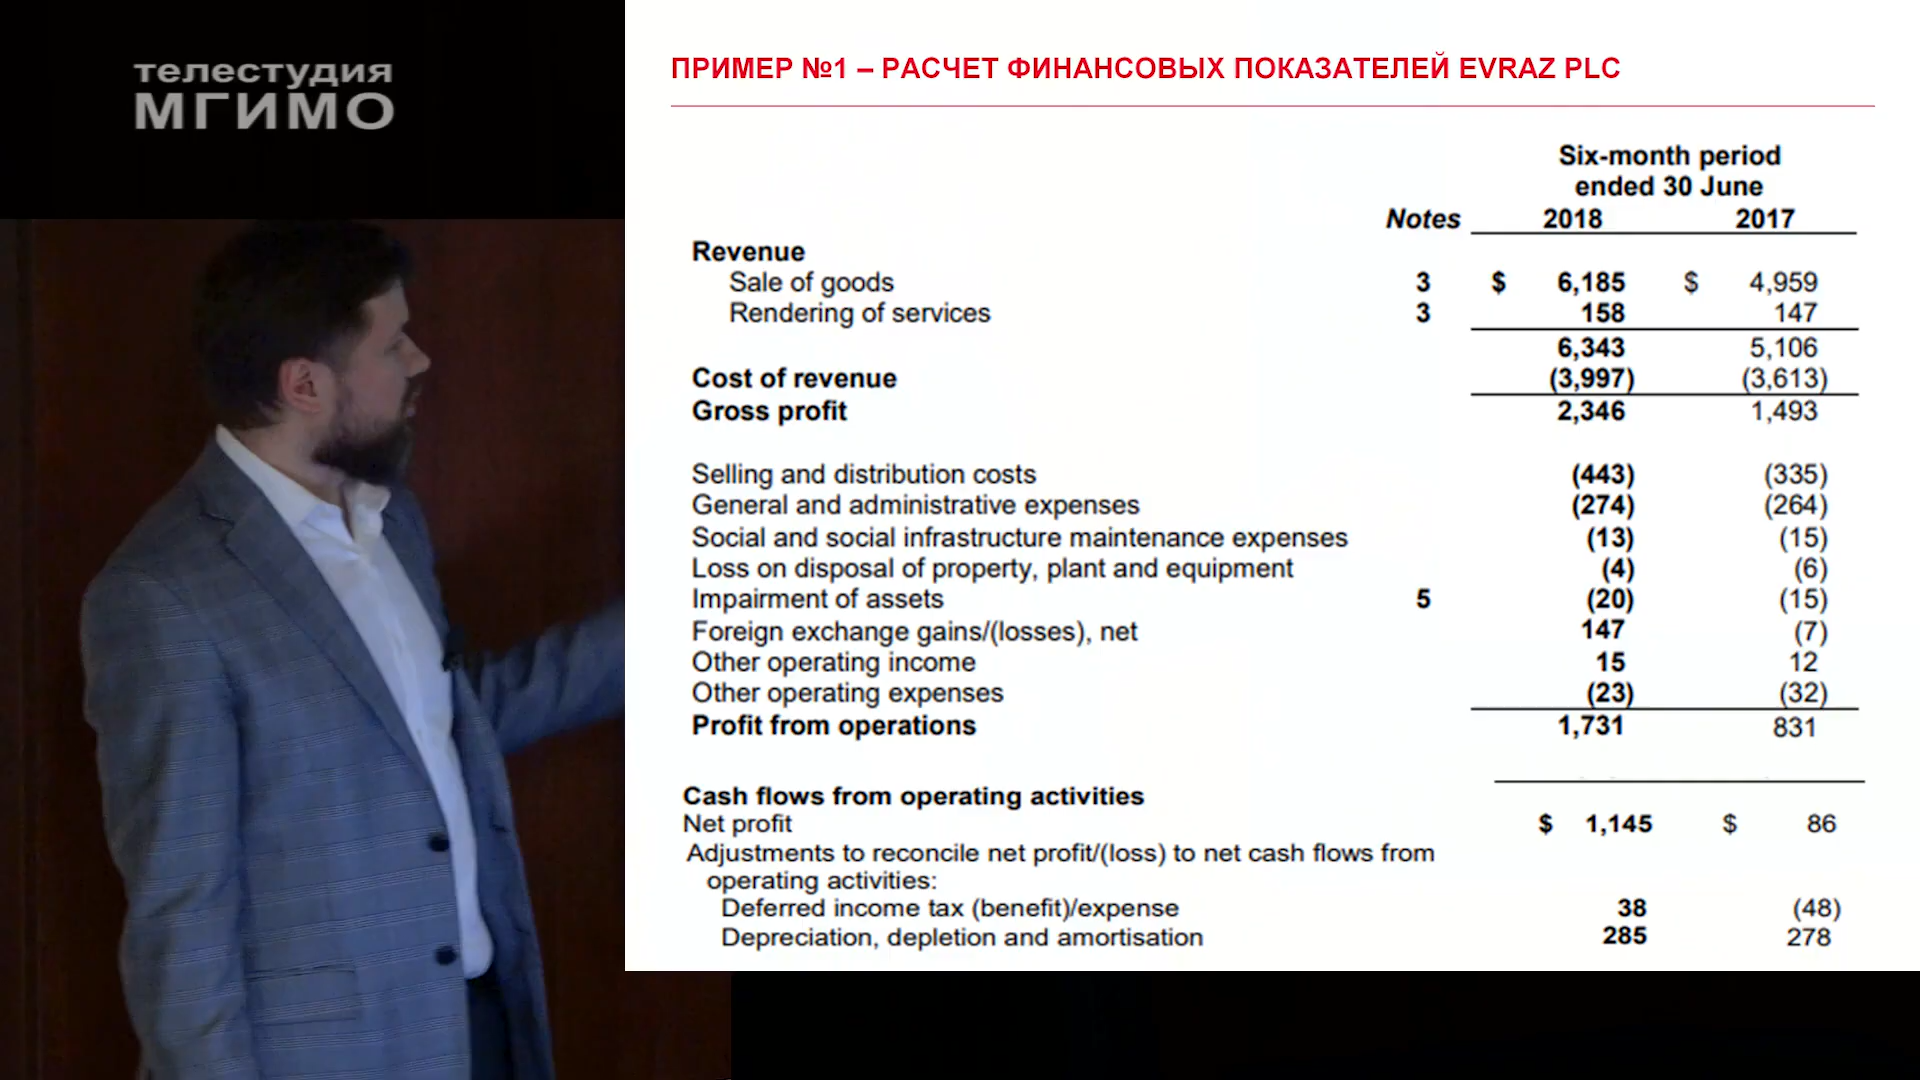 телестудия
МГИМО
ПРИМЕР №1 – РАСЧЕТ ФИНАНСОВЫХ ПОКАЗАТЕЛЕЙ EVRAZ PLC
Six-month period
ended 30 June
Notes 2018 2017
Revenue
Sale of goods 3 $ 6,185 $ 4,959
Rendering of services 3 158 147
6,343 5,106
Cost of revenue (3,997) (3,613)
Gross profit 2,346 1,493
Selling and distribution costs (443) (335)
General and administrative expenses (274) (264)
Social and social infrastructure maintenance expenses (13) (15)
Loss on disposal of property, plant and equipment (4) (6)
Impairment of assets 5 (20) (15)
Foreign exchange gains/(losses), net 147 (7)
Other operating income 15 12
Other operating expenses (23) (32)
Profit from operations 1,731 831
Cash flows from operating activities
Net profit $ 1,145 $ 86
Adjustments to reconcile net profit/(loss) to net cash flows from
operating activities:
Deferred income tax (benefit)/expense 38 (48)
Depreciation, depletion and amortisation 285 278